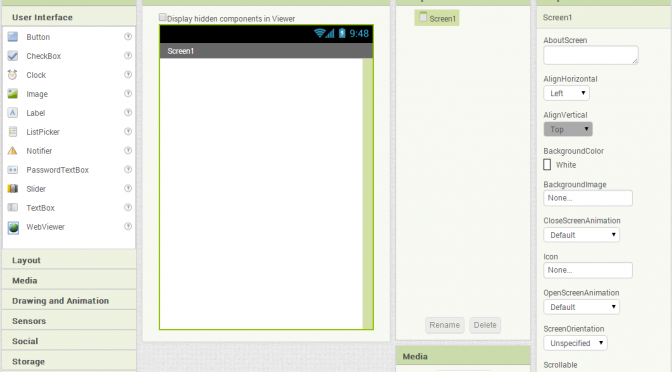 User Interface
Button
CheckBox
Clock
Image
Label
ListPicker
Notifier
PasswordTextBox
Slider
TextBox
WebViewer
Layout
Media
Drawing and Animation
Sensors
Social
Storage
Display hidden components in Viewer
9:48
Screen1
Screen1
Rename Delete
Media
Screen1
AboutScreen
AlignHorizontal
Left
AlignVertical
Top
BackgroundColor
White
BackgroundImage
None...
CloseScreenAnimation
Default
Icon
None...
OpenScreenAnimation
Default
ScreenOrientation
Unspecified
Scrollable